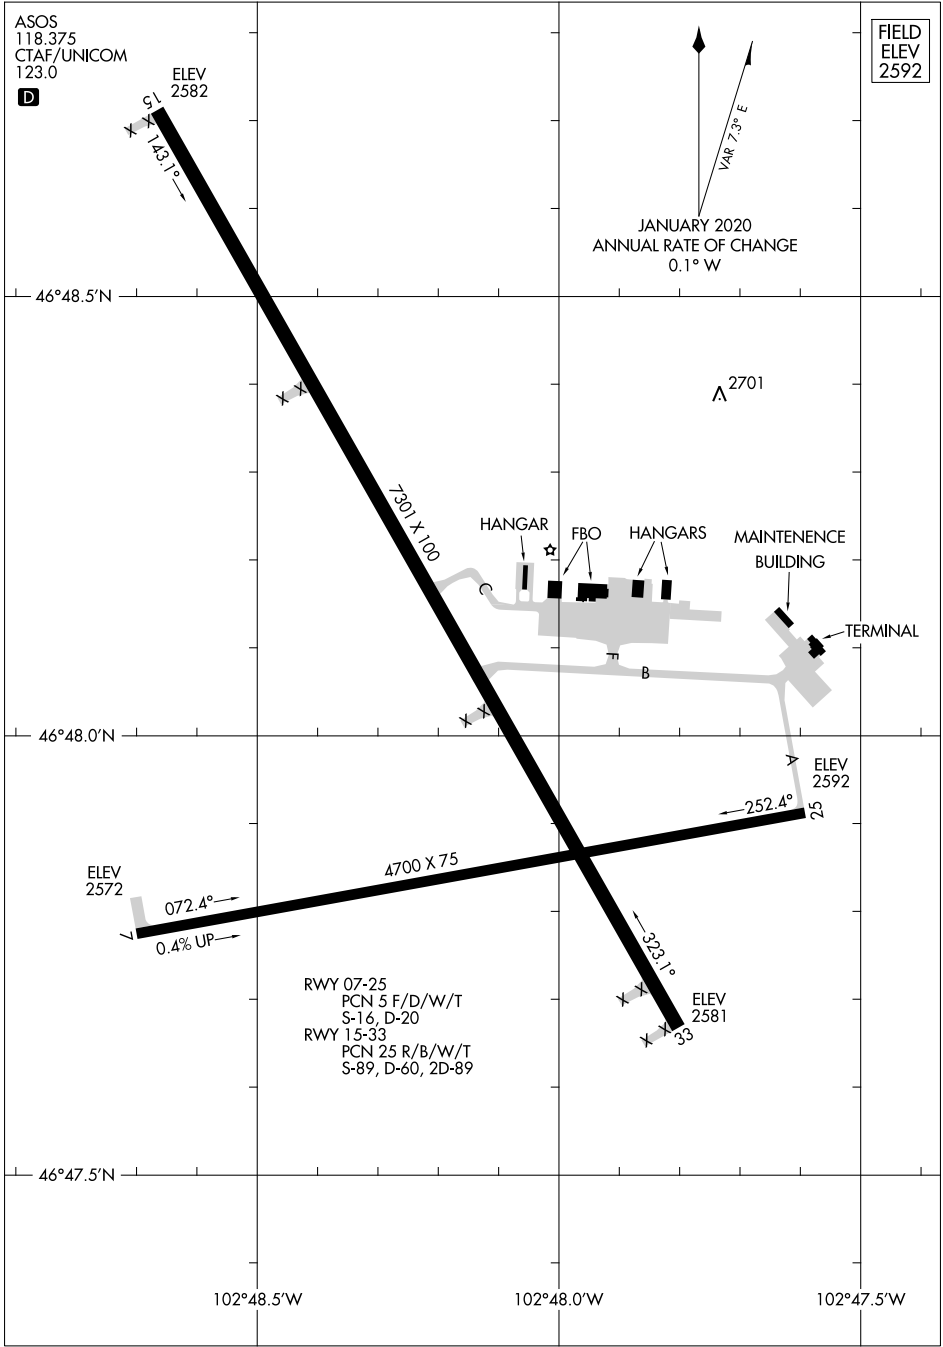 ASOS
118.375
CTAF/UNICOM
123.0
D
FIELD
ELEV
2592
ELEV
2582
15
143.1°
VAR 7.3° E
JANUARY 2020
ANNUAL RATE OF CHANGE
0.1° W
46°48.5'N
2701
7301 X 100
HANGAR
FBO
HANGARS
MAINTENENCE
BUILDING
TERMINAL
C
F
B
46°48.0'N
A
ELEV
2592
252.4°
25
4700 X 75
ELEV
2572
072.4°
7
0.4% UP
323.1°
RWY 07-25
PCN 5 F/D/W/T
S-16, D-20
RWY 15-33
PCN 25 R/B/W/T
S-89, D-60, 2D-89
ELEV
2581
33
46°47.5'N
102°48.5'W
102°48.0'W
102°47.5'W
X X
X X
X X
X X
X X